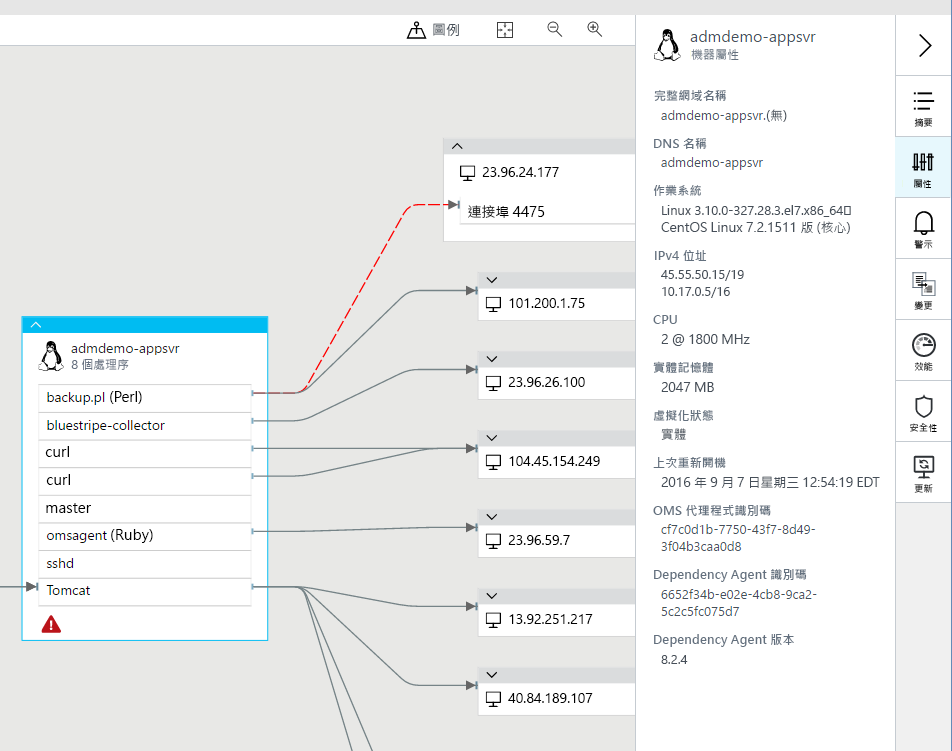 圖例
23.96.24.177
連接埠 4475
101.200.1.75
23.96.26.100
104.45.154.249
23.96.59.7
13.92.251.217
40.84.189.107
admdemo-appsvr
8 個處理序
backup.pl (Perl)
bluestripe-collector
curl
curl
master
omsagent (Ruby)
sshd
Tomcat
admdemo-appsvr
機器屬性
完整網域名稱
admdemo-appsvr.(無)
DNS 名稱
admdemo-appsvr
作業系統
Linux 3.10.0-327.28.3.el7.x86_64
CentOS Linux 7.2.1511 版 (核心)
IPv4 位址
45.55.50.15/19
10.17.0.5/16
CPU
2 @ 1800 MHz
實體記憶體
2047 MB
虛擬化狀態
實體
上次重新開機
2016 年 9 月 7 日星期三 12:54:19 EDT
OMS 代理程式識別碼
cf7c0d1b-7750-43f7-8d49-
3f04b3caa0d8
Dependency Agent 識別碼
6652f34b-e02e-4cb8-9ca2-
5c2c5fc075d7
Dependency Agent 版本
8.2.4
摘要
屬性
警示
變更
效能
安全性
更新